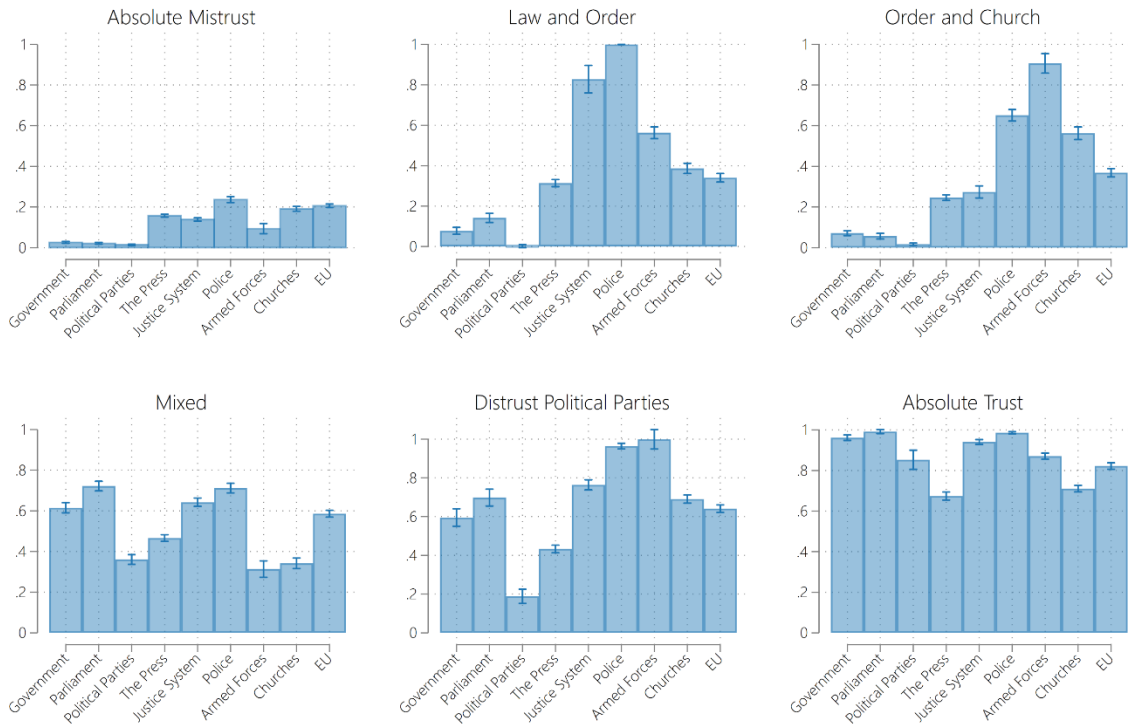 Absolute Mistrust
1
.8
.6
.4
.2
0
Government
Parliament
Political Parties
The Press
Justice System
Police
Armed Forces
Churches
EU
Law and Order
1
.8
.6
.4
.2
0
Government
Parliament
Political Parties
The Press
Justice System
Police
Armed Forces
Churches
EU
Order and Church
1
.8
.6
.4
.2
0
Government
Parliament
Political Parties
The Press
Justice System
Police
Armed Forces
Churches
EU
Mixed
1
.8
.6
.4
.2
0
Government
Parliament
Political Parties
The Press
Justice System
Police
Armed Forces
Churches
EU
Distrust Political Parties
1
.8
.6
.4
.2
0
Government
Parliament
Political Parties
The Press
Justice System
Police
Armed Forces
Churches
EU
Absolute Trust
1
.8
.6
.4
.2
0
Government
Parliament
Political Parties
The Press
Justice System
Police
Armed Forces
Churches
EU